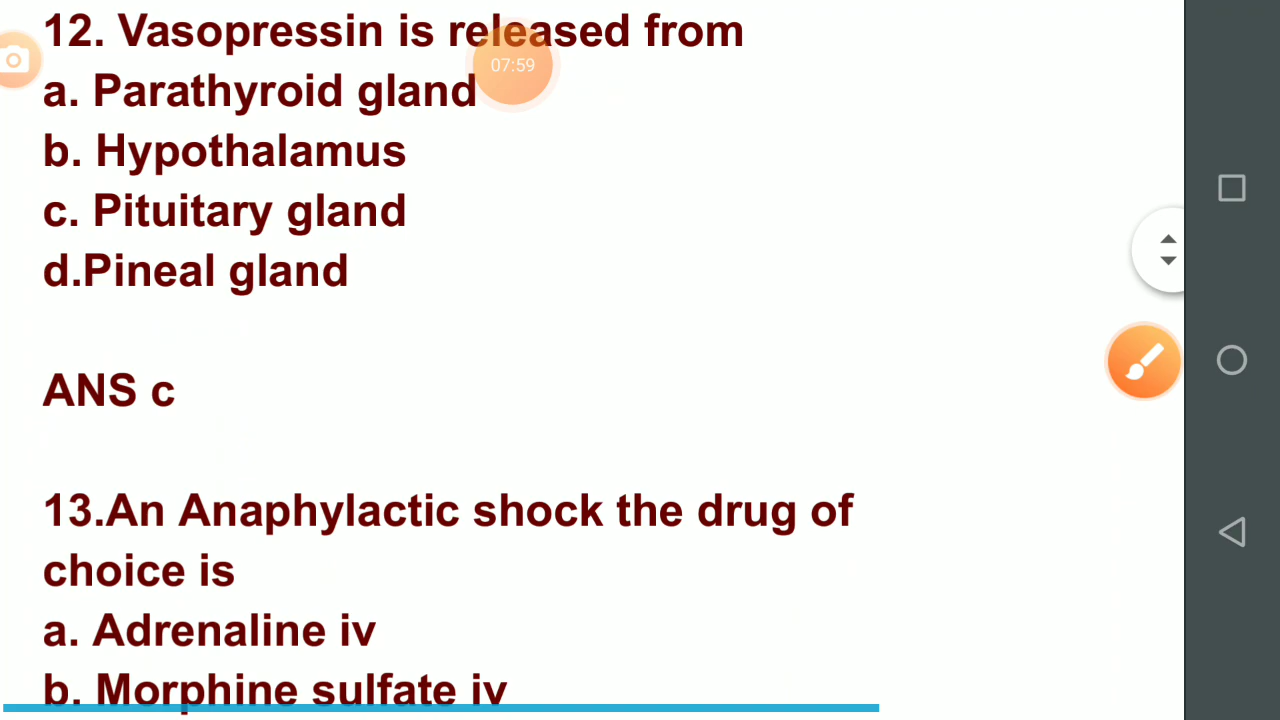 12. Vasopressin is released from
07:59
a. Parathyroid gland
b. Hypothalamus
c. Pituitary gland
d.Pineal gland
ANS c
13.An Anaphylactic shock the drug of
choice is
a. Adrenaline iv
b. Morphine sulfate iv